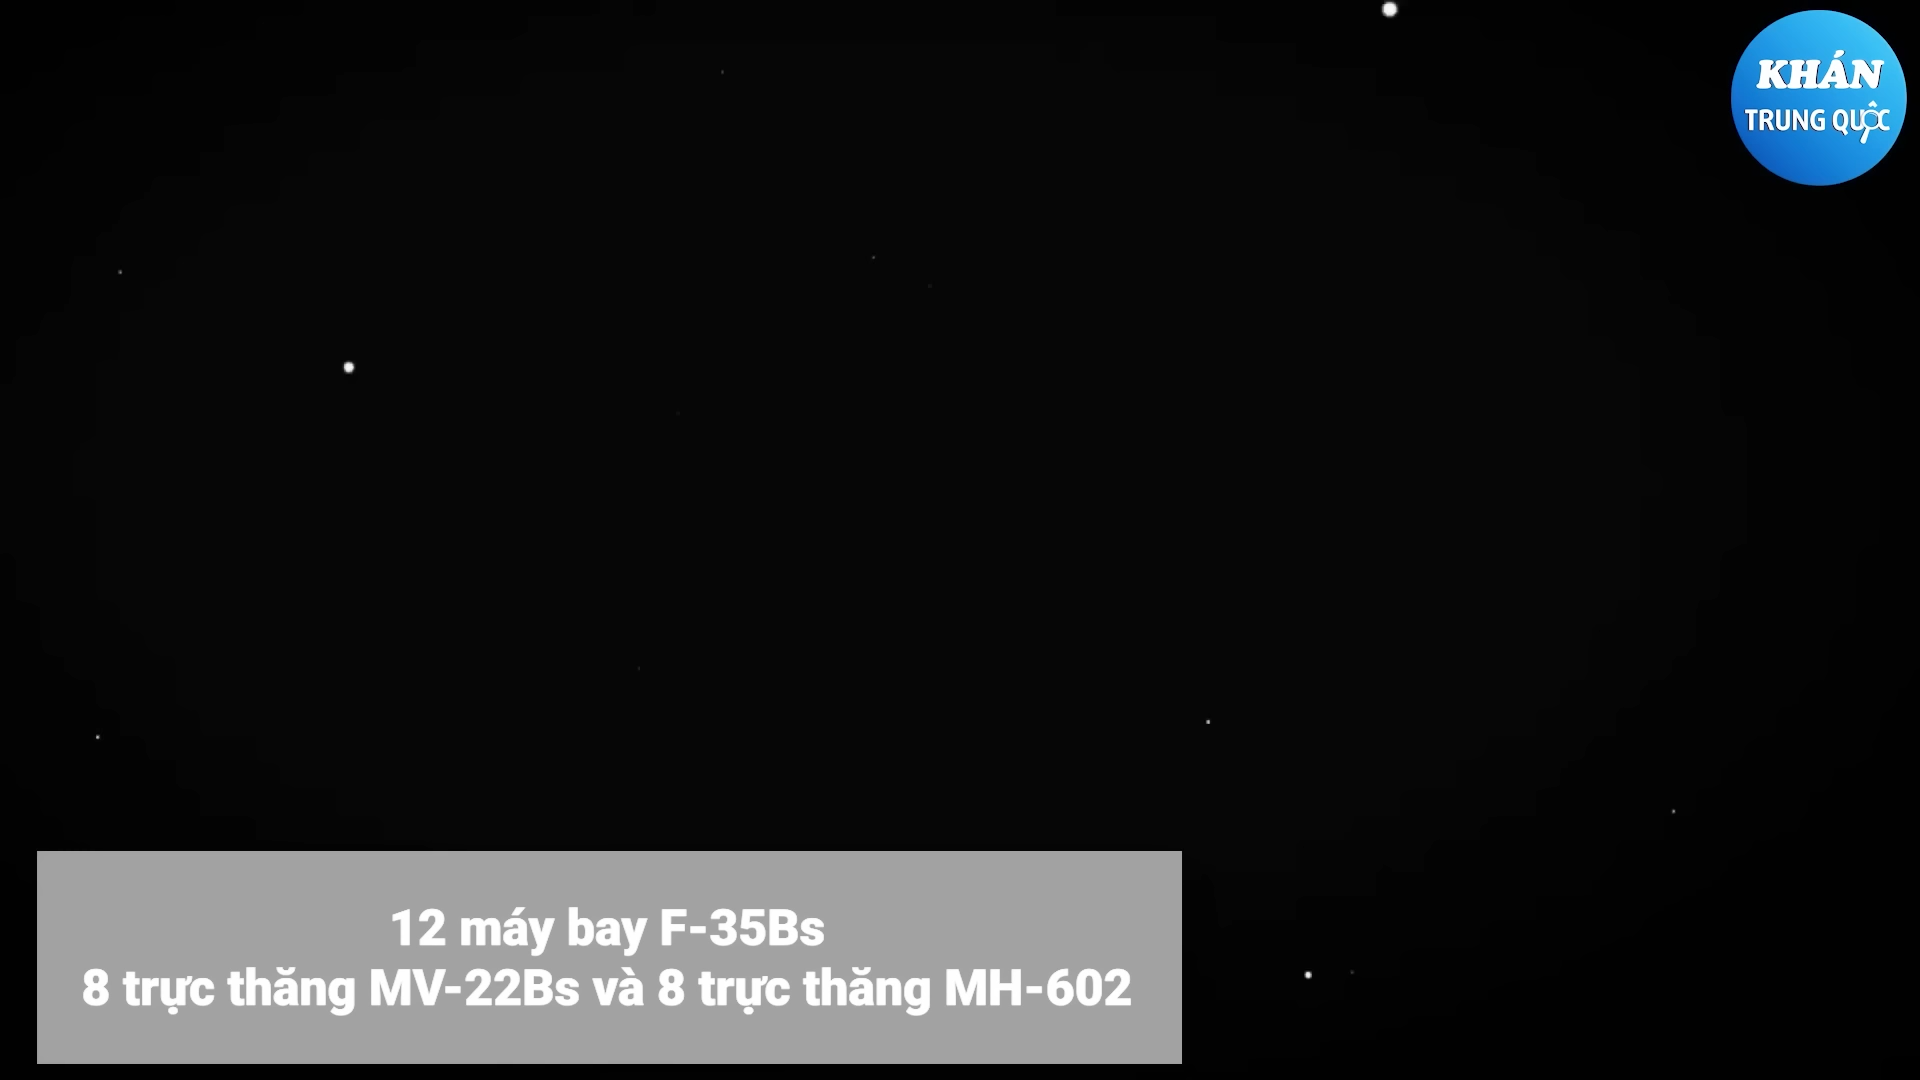 KHÁN
TRUNG QUỐC
12 máy bay F-35Bs
8 trực thăng MV-22Bs và 8 trực thăng MH-602